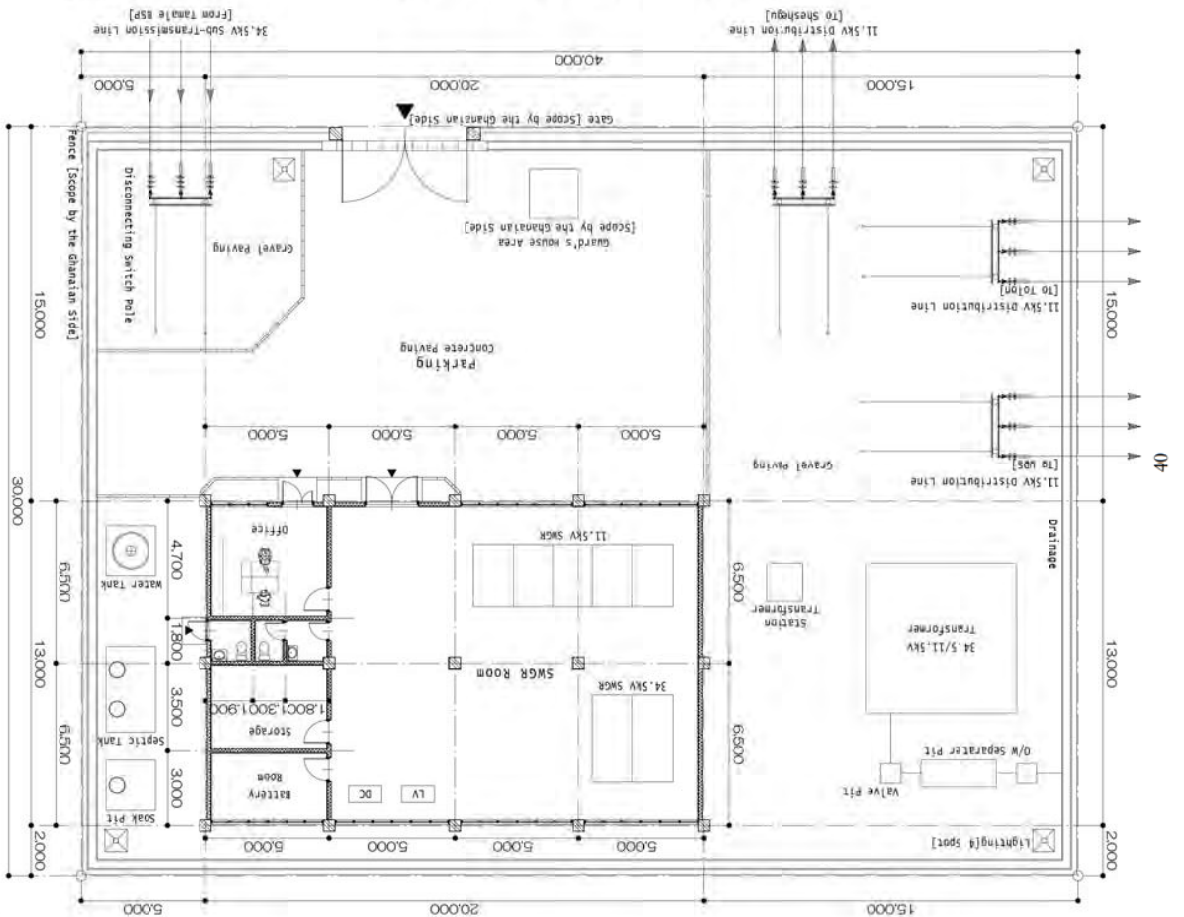 15.000
20.000
5.000
2.000
2.000
Lighting[4 Spot]
5.000
5.000
5.000
5.000
Valve Pit
O/W Separater Pit
LV
DC
Battery
Room
3.000
Soak Pit
34.5/11.5kV
Transformer
Station
Transformer
34.5kV SWGR
SWGR Room
Storage
1.800
1.300
1.900
3.500
Septic Tank
6.500
6.500
13.000
13.000
1.800
11.5kV SWGR
Office
4.700
Water Tank
6.500
6.500
30.000
Drainage
11.5kV Distribution Line
[To UDS]
Gravel Paving
5.000
5.000
5.000
5.000
Parking
Concrete Paving
11.5kV Distribution Line
[To Tolon]
15.000
15.000
Guard's House Area
[Scope by the Ghanaian Side]
Gravel Paving
Disconnecting Switch Pole
Fence [Scope by the Ghanaian Side]
Gate [Scope by the Ghanaian Side]
15.000
20.000
5.000
40.000
11.5kV Distribution Line
[To Sheshegu]
34.5kV Sub-Transmission Line
[From Tamale BSP]
40